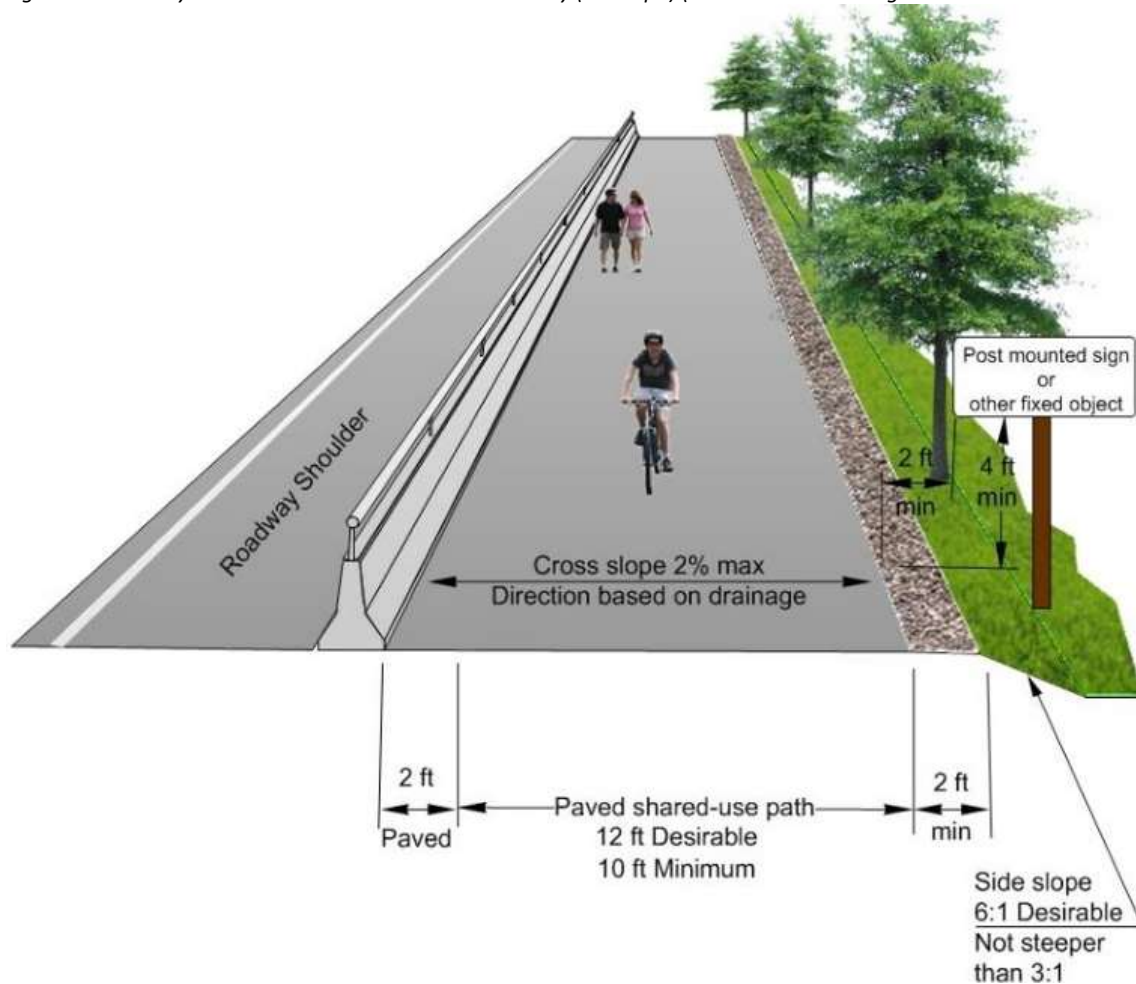 Post mounted sign
or
other fixed object
2 ft
min
4 ft
min
Roadway Shoulder
Cross slope 2% max
Direction based on drainage
2 ft
Paved
Paved shared-use path
12 ft Desirable
10 ft Minimum
2 ft
min
Side slope
6:1 Desirable
Not steeper
than 3:1